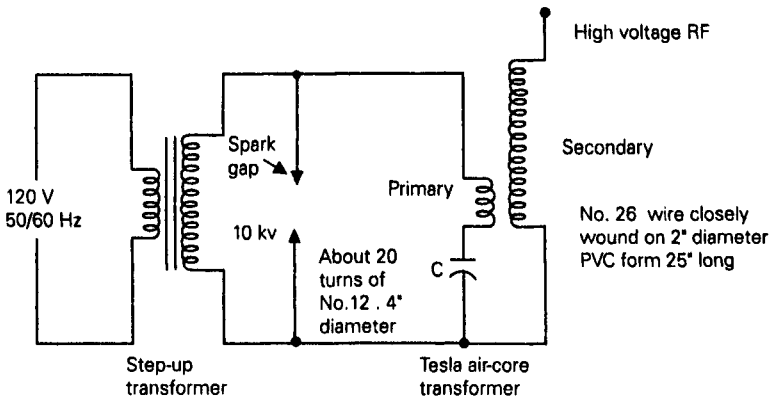 High voltage RF
Spark
gap
Secondary
Primary
120 V
50/60 Hz
No. 26 wire closely
wound on 2" diameter
PVC form 25" long
10 kv
About 20
turns of
No.12 . 4"
diameter
C
Step-up
transformer
Tesla air-core
transformer